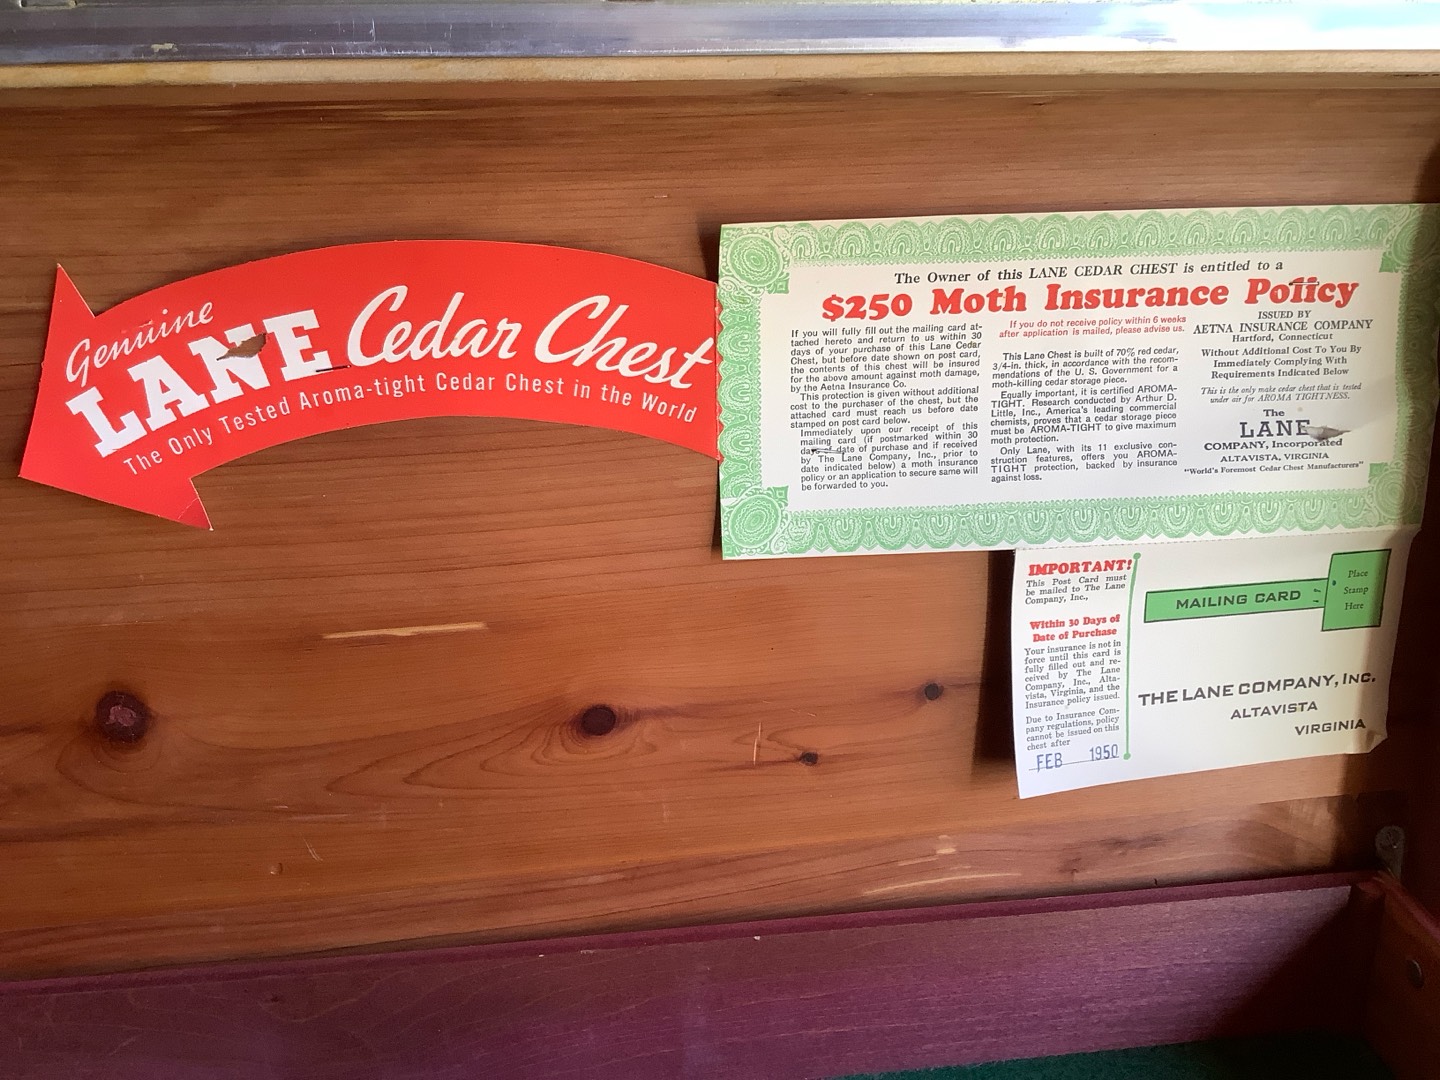 Genuine
LANE Cedar Chest
The Only Tested Aroma-tight Cedar Chest in the World
The Owner of this LANE CEDAR CHEST is entitled to a
$250 Moth Insurance Policy
If you will fully fill out the mailing card at-
tached hereto and return to us within 30
days of your purchase of this Lane Cedar
Chest, but before date shown on post card,
the contents of this chest will be insured
for the above amount against moth damage,
by the Aetna Insurance Co.
This protection is given without additional
cost to the purchaser of the chest, but the
attached card must reach us before date
stamped on post card below.
Immediately upon our receipt of this
mailing card (if postmarked within 30
days of date of purchase and if received
by The Lane Company, Inc., prior to
date indicated below) a moth insurance
policy or an application to secure same will
be forwarded to you.
If you do not receive policy within 6 weeks
after application is mailed, please advise us.
This Lane Chest is built of 70% red cedar,
3/4-in. thick, in accordance with the recom-
mendations of the U. S. Government for a
moth-killing cedar storage piece.
Equally important, it is certified AROMA-
TIGHT. Research conducted by Arthur D.
Little, Inc., America's leading commercial
chemists, proves that a cedar storage piece
must be AROMA-TIGHT to give maximum
moth protection.
Only Lane, with its 11 exclusive con-
struction features, offers you AROMA-
TIGHT protection, backed by insurance
against loss.
ISSUED BY
AETNA INSURANCE COMPANY
Hartford, Connecticut
Without Additional Cost To You By
Immediately Complying With
Requirements Indicated Below
This is the only make cedar chest that is tested
under air for AROMA TIGHTNESS.
The
LANE
COMPANY, Incorporated
ALTAVISTA, VIRGINIA
"World's Foremost Cedar Chest Manufacturers"
IMPORTANT!
This Post Card must
be mailed to The Lane
Company, Inc.,
Within 30 Days of
Date of Purchase
Your insurance is not in
force until this card is
fully filled out and re-
ceived by The Lane
Company, Inc., Alta-
vista, Virginia, and the
Insurance policy issued.
Due to Insurance Com-
pany regulations, policy
cannot be issued on this
chest after
FEB 1950
MAILING CARD
Place
Stamp
Here
THE LANE COMPANY, INC.
ALTAVISTA
VIRGINIA